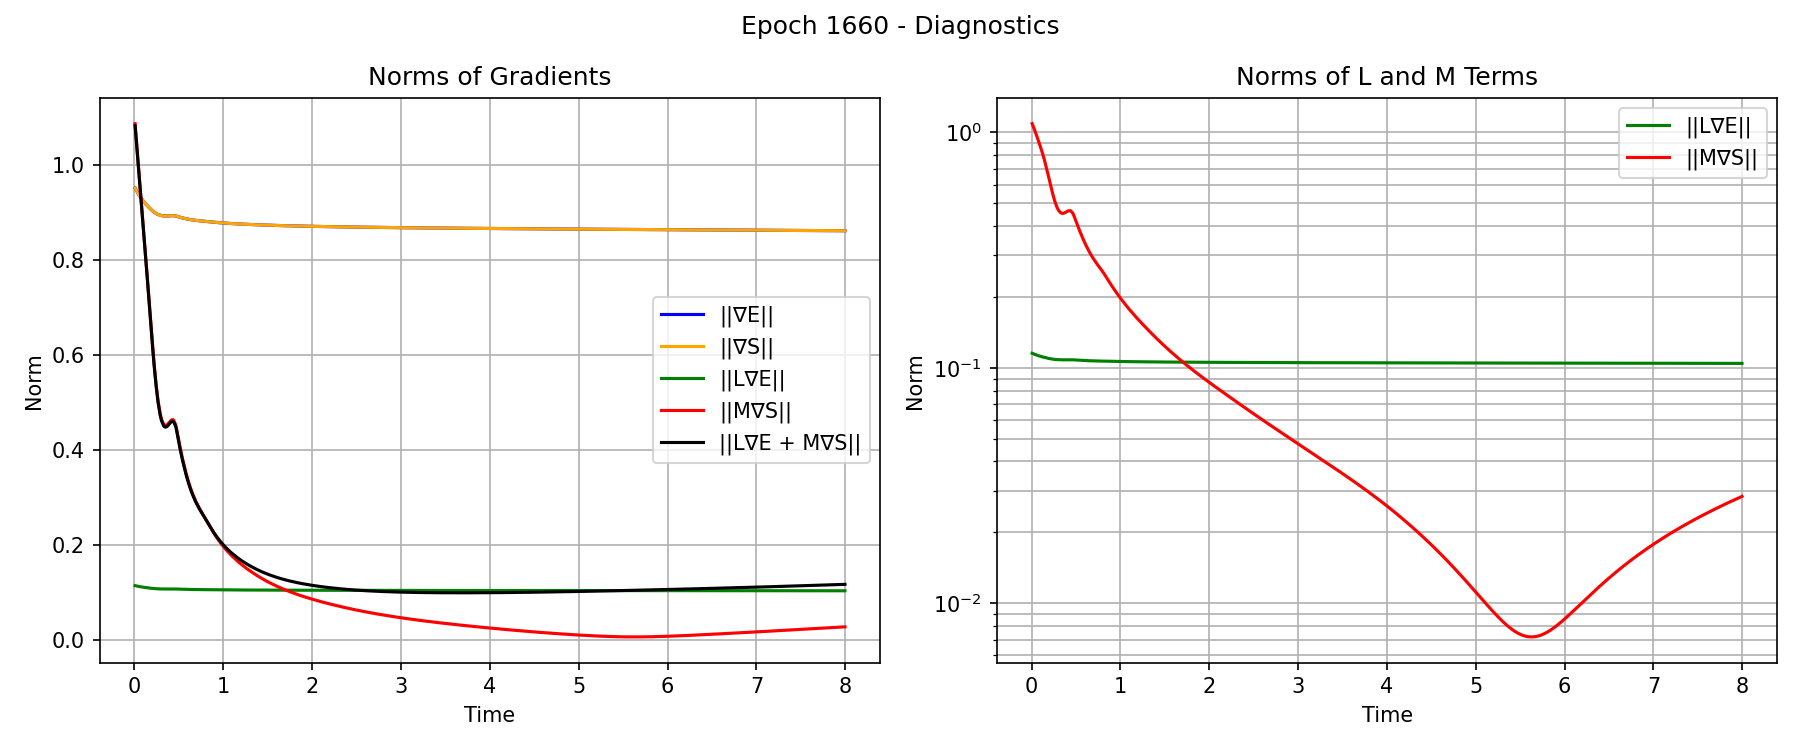 Epoch 1660 - Diagnostics
Norms of Gradients
1.0
0.8
0.6
0.4
0.2
0.0
Norm
0 1 2 3 4 5 6 7 8
Time
||∇E||
||∇S||
||L∇E||
||M∇S||
||L∇E + M∇S||
Norms of L and M Terms
10⁰
10⁻¹
10⁻²
Norm
0 1 2 3 4 5 6 7 8
Time
||L∇E||
||M∇S||